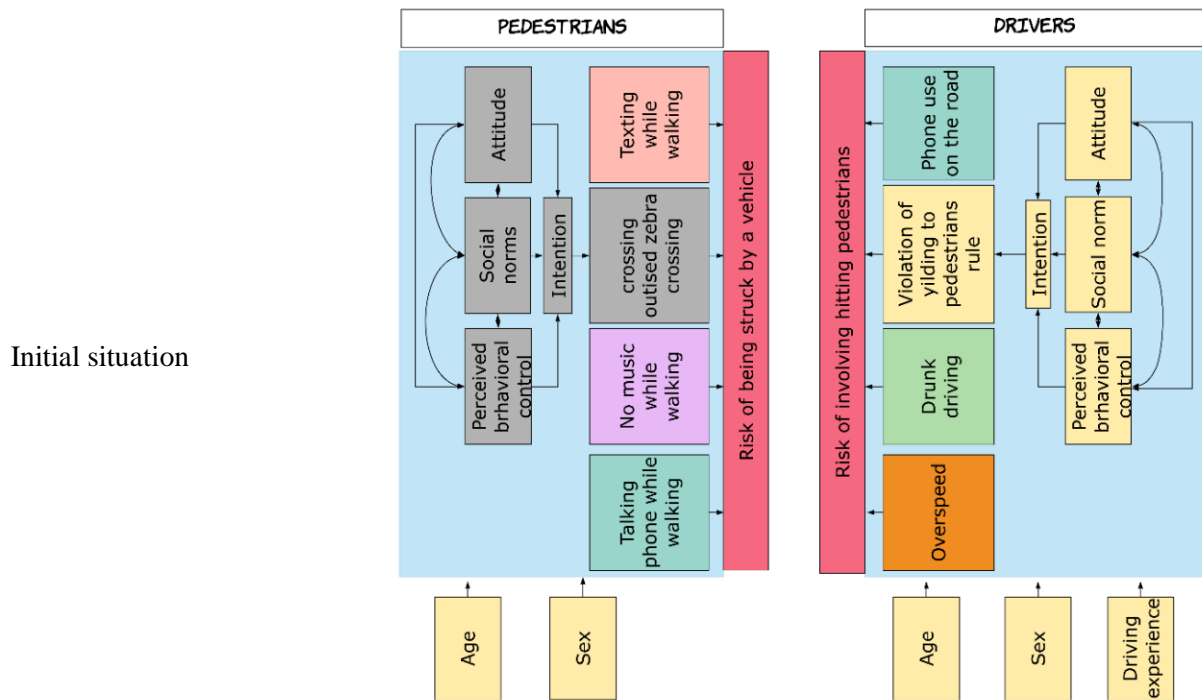 PEDESTRIANS
DRIVERS
Initial situation
Attitude
Social
norms
Perceived
brhavioral
control
Intention
Texting
while
walking
crossing
outised zebra
crossing
No music
while
walking
Talking
phone while
walking
Risk of being struck by a vehicle
Age
Sex
Risk of involving hitting pedestrians
Phone use
on the road
Violation of
yilding to
pedestrians
rule
Drunk
driving
Overspeed
Intention
Attitude
Social norm
Perceived
brhavioral
control
Age
Sex
Driving
experience